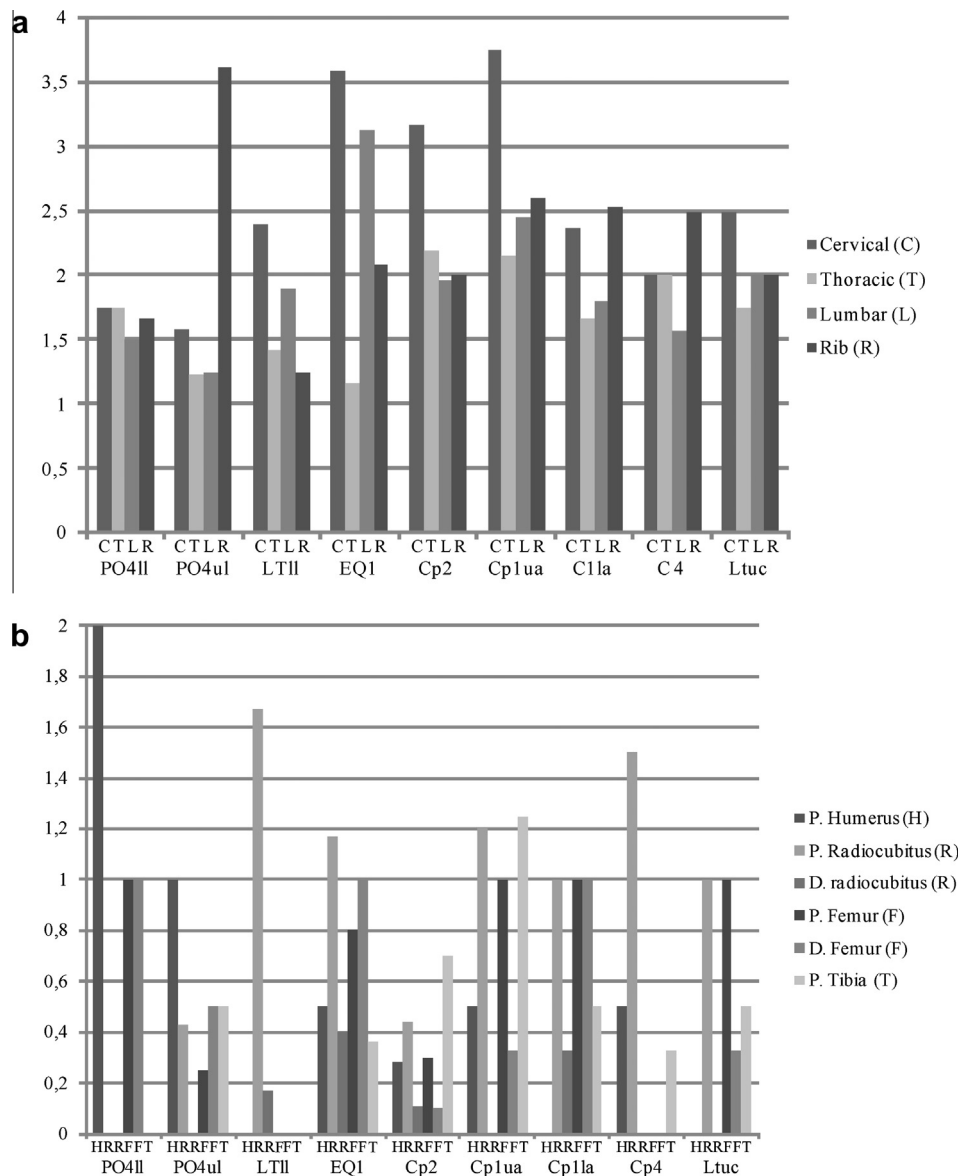 a
4
3,5
3
2,5
2
1,5
1
0,5
0
C T L R C T L R C T L R C T L R C T L R C T L R C T L R C T L R C T L R
PO4ll PO4ul LTll EQ1 Cp2 Cp1ua C1la C4 Ltuc
Cervical (C)
Thoracic (T)
Lumbar (L)
Rib (R)
b
2
1,8
1,6
1,4
1,2
1
0,8
0,6
0,4
0,2
0
HRRFFT HRRFFT HRRFFT HRRFFT HRRFFT HRRFFT HRRFFT HRRFFT HRRFFT
PO4ll PO4ul LTll EQ1 Cp2 Cp1ua Cp1la Cp4 Ltuc
P. Humerus (H)
P. Radiocubitus (R)
D. radiocubitus (R)
P. Femur (F)
D. Femur (F)
P. Tibia (T)